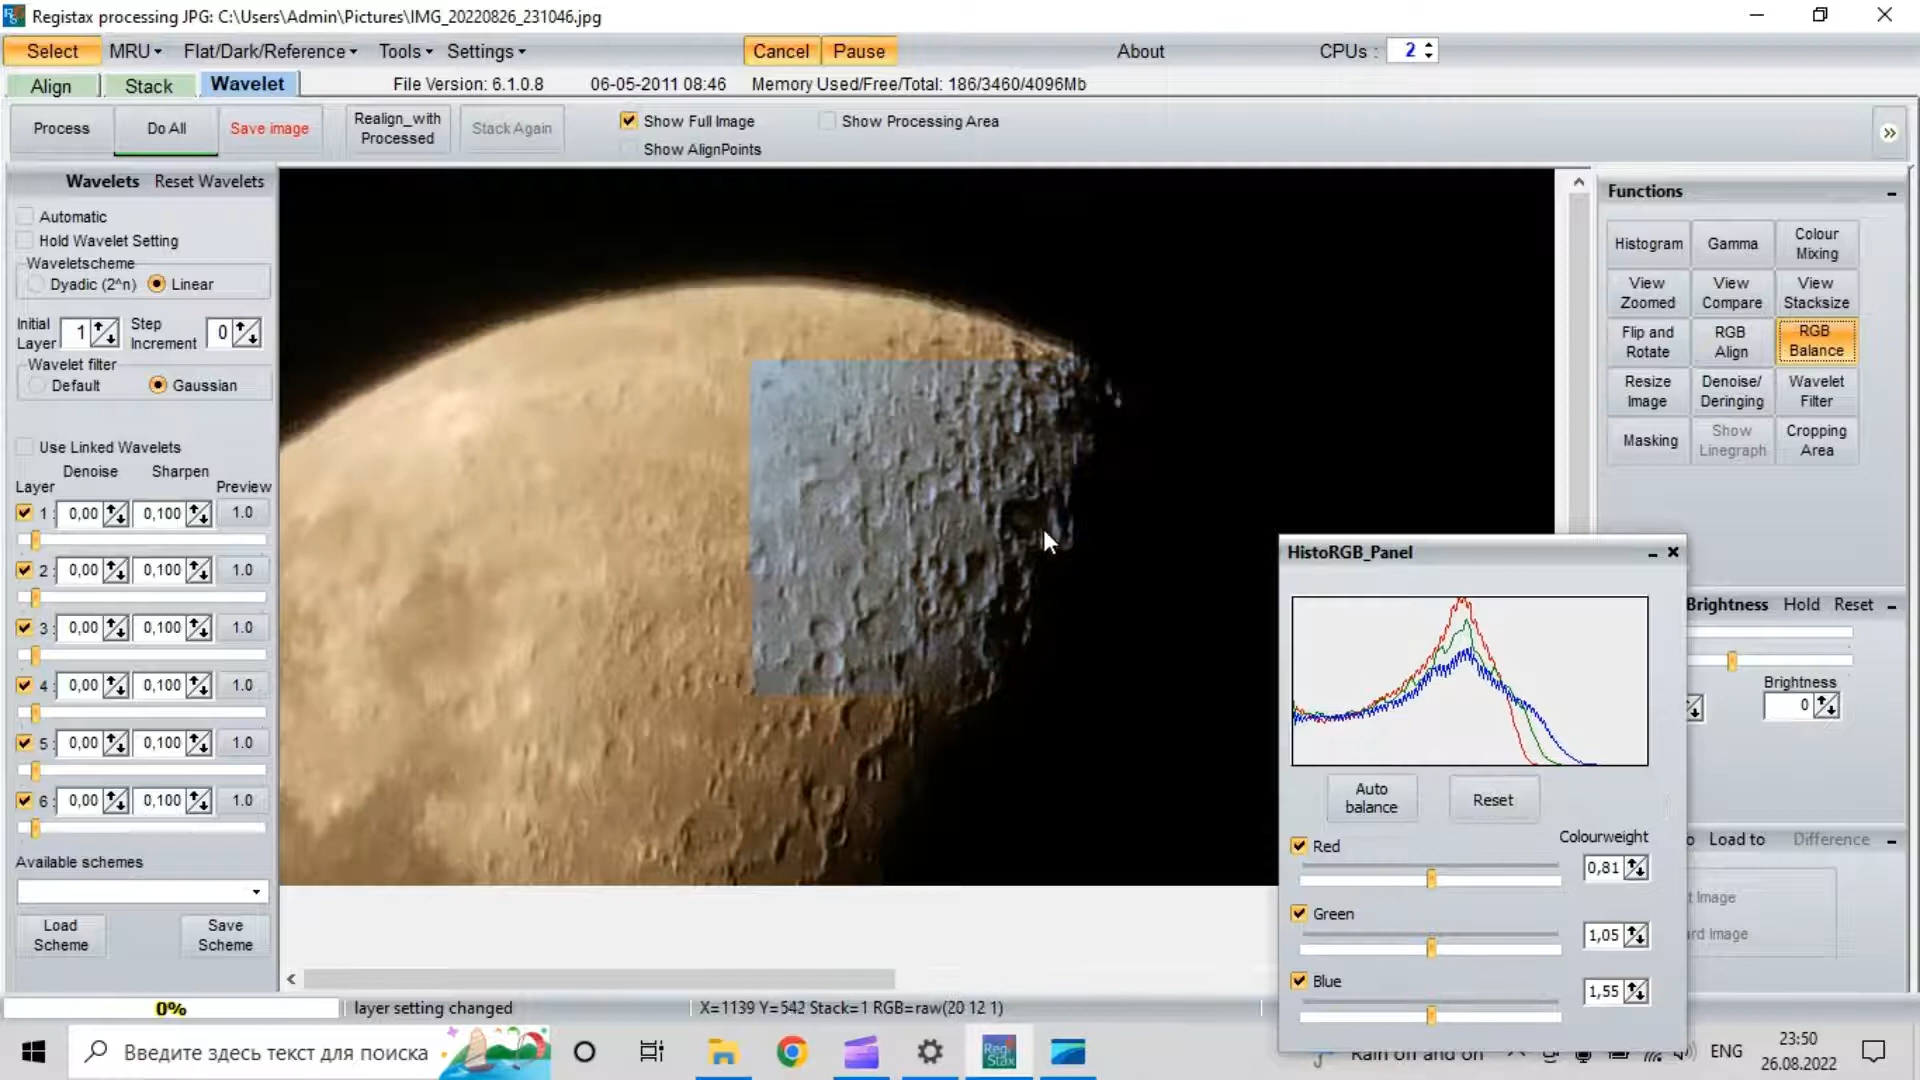 Registax processing JPG: C:\Users\Admin\Pictures\IMG_20220826_231046.jpg
Select MRU Flat/Dark/Reference Tools Settings Cancel Pause About CPUs : 2
Align Stack Wavelet File Version: 6.1.0.8 06-05-2011 08:46 Memory Used/Free/Total: 186/3460/4096Mb
Process Do All Save image Realign_with Processed Stack Again Show Full Image Show Processing Area
Show AlignPoints
Wavelets Reset Wavelets
Automatic
Hold Wavelet Setting
Waveletscheme
Dyadic (2^n) Linear
Initial Layer 1 Step Increment 0
Wavelet filter
Default Gaussian
Use Linked Wavelets
Denoise Sharpen
Layer Preview
1: 0,00 0,100 1.0
2: 0,00 0,100 1.0
3: 0,00 0,100 1.0
4: 0,00 0,100 1.0
5: 0,00 0,100 1.0
6: 0,00 0,100 1.0
Available schemes
Load Scheme Save Scheme
Functions
Histogram Gamma Colour Mixing
View Zoomed View Compare View Stacksize
Flip and Rotate RGB Align RGB Balance
Resize Image Denoise/ Deringing Wavelet Filter
Masking Show Linegraph Cropping Area
HistoRGB_Panel
Auto balance Reset
Colourweight
Red 0,81
Green 1,05
Blue 1,55
Brightness Hold Reset
Brightness
0
Load to Difference
Image
0% layer setting changed X=1139 Y=542 Stack=1 RGB=raw(20 12 1)
Введите здесь текст для поиска Reg Stax Rain off and on ENG 23:50
26.08.2022